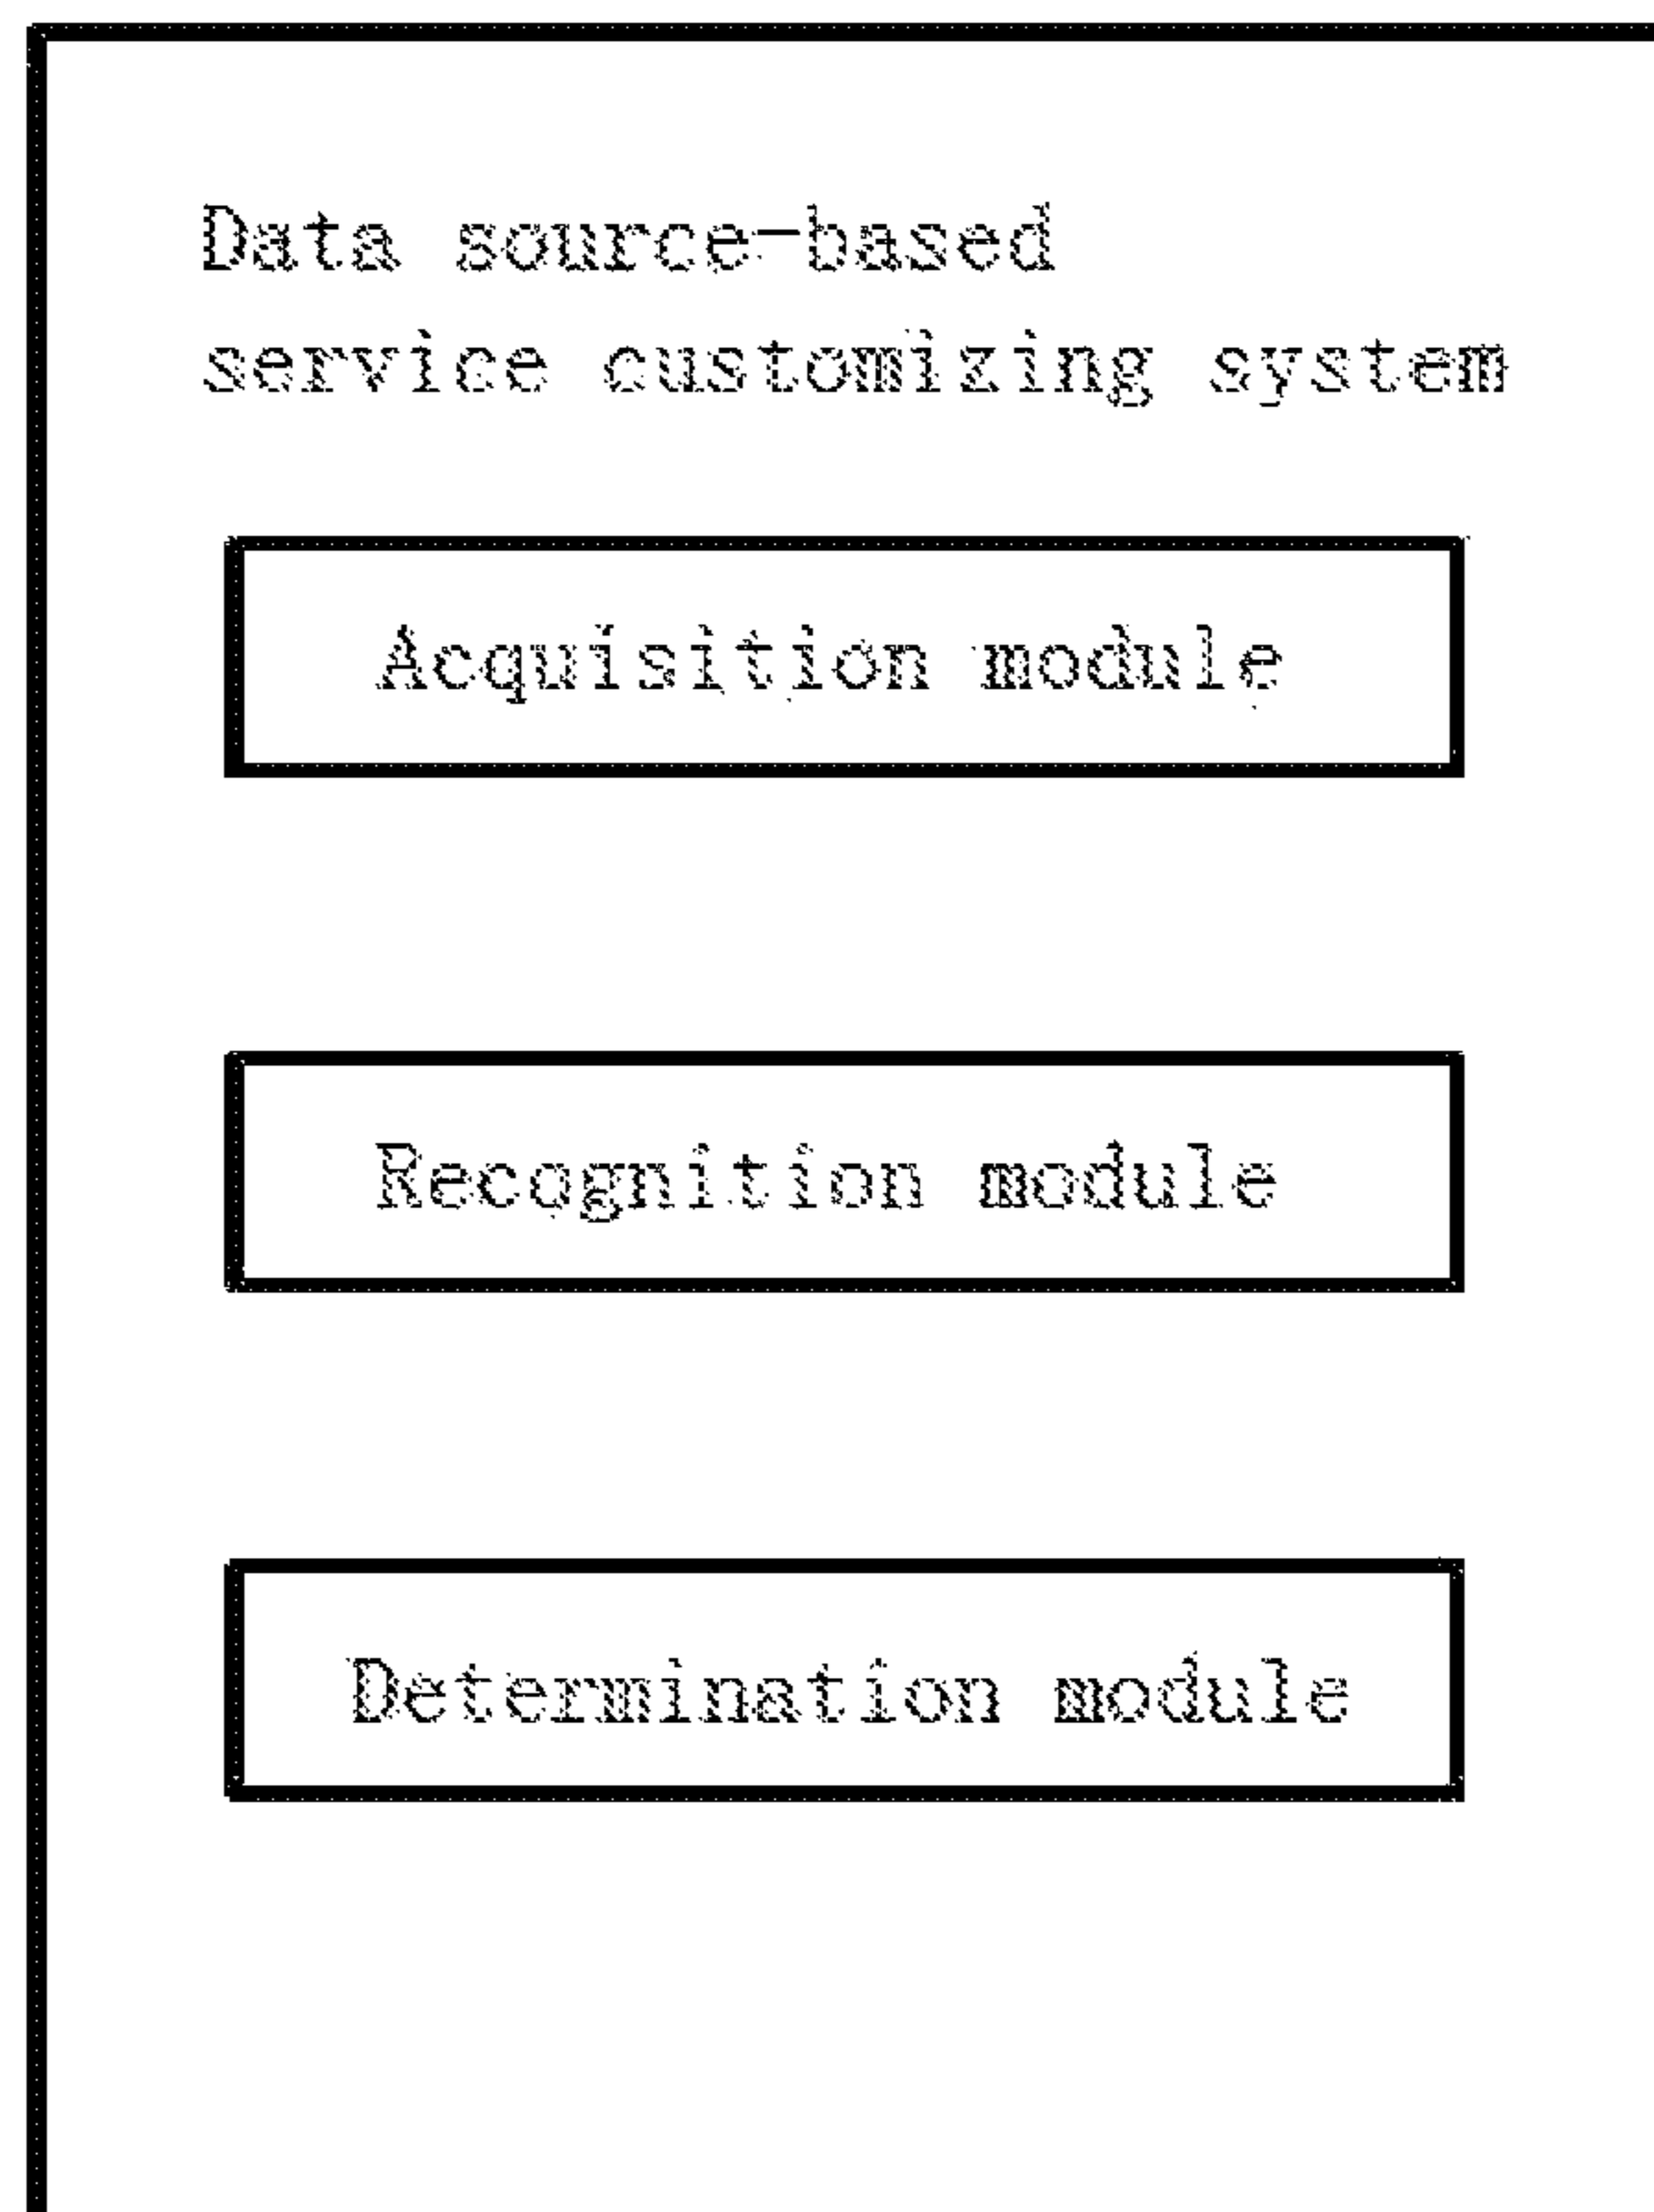 Data source-based
service customizing system
Acquisition module
Recognition module
Determination module